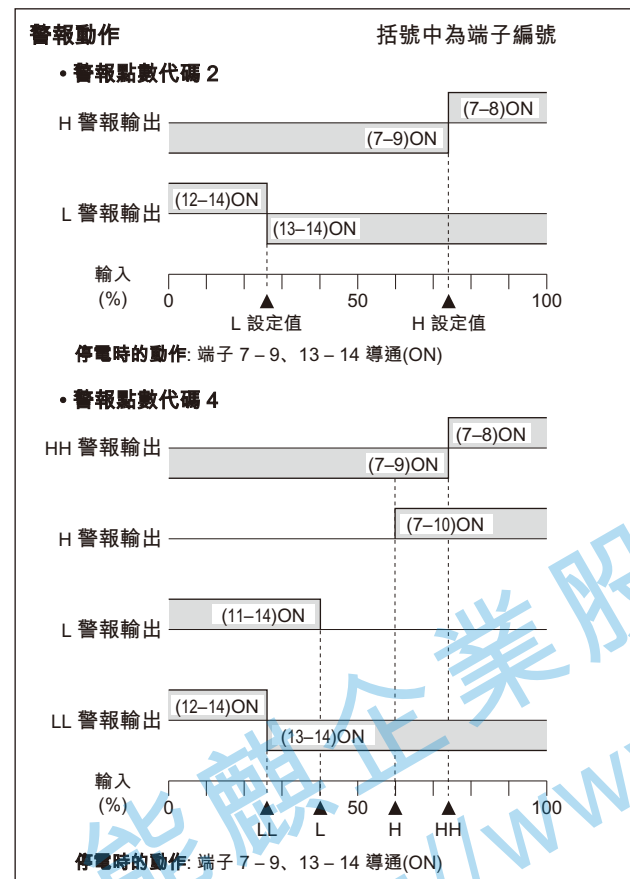 警報動作 括號中為端子編號
• 警報點數代碼 2
H 警報輸出
(7–8)ON
(7–9)ON
L 警報輸出
(12–14)ON
(13–14)ON
輸入
(%)
0 50 100
L 設定值 H 設定值
停電時的動作: 端子 7 – 9、13 – 14 導通(ON)
• 警報點數代碼 4
HH 警報輸出
(7–8)ON
(7–9)ON
H 警報輸出
(7–10)ON
L 警報輸出
(11–14)ON
LL 警報輸出
(12–14)ON
(13–14)ON
輸入
(%)
0 50 100
LL L H HH
停電時的動作: 端子 7 – 9、13 – 14 導通(ON)
能麒企業股
//www